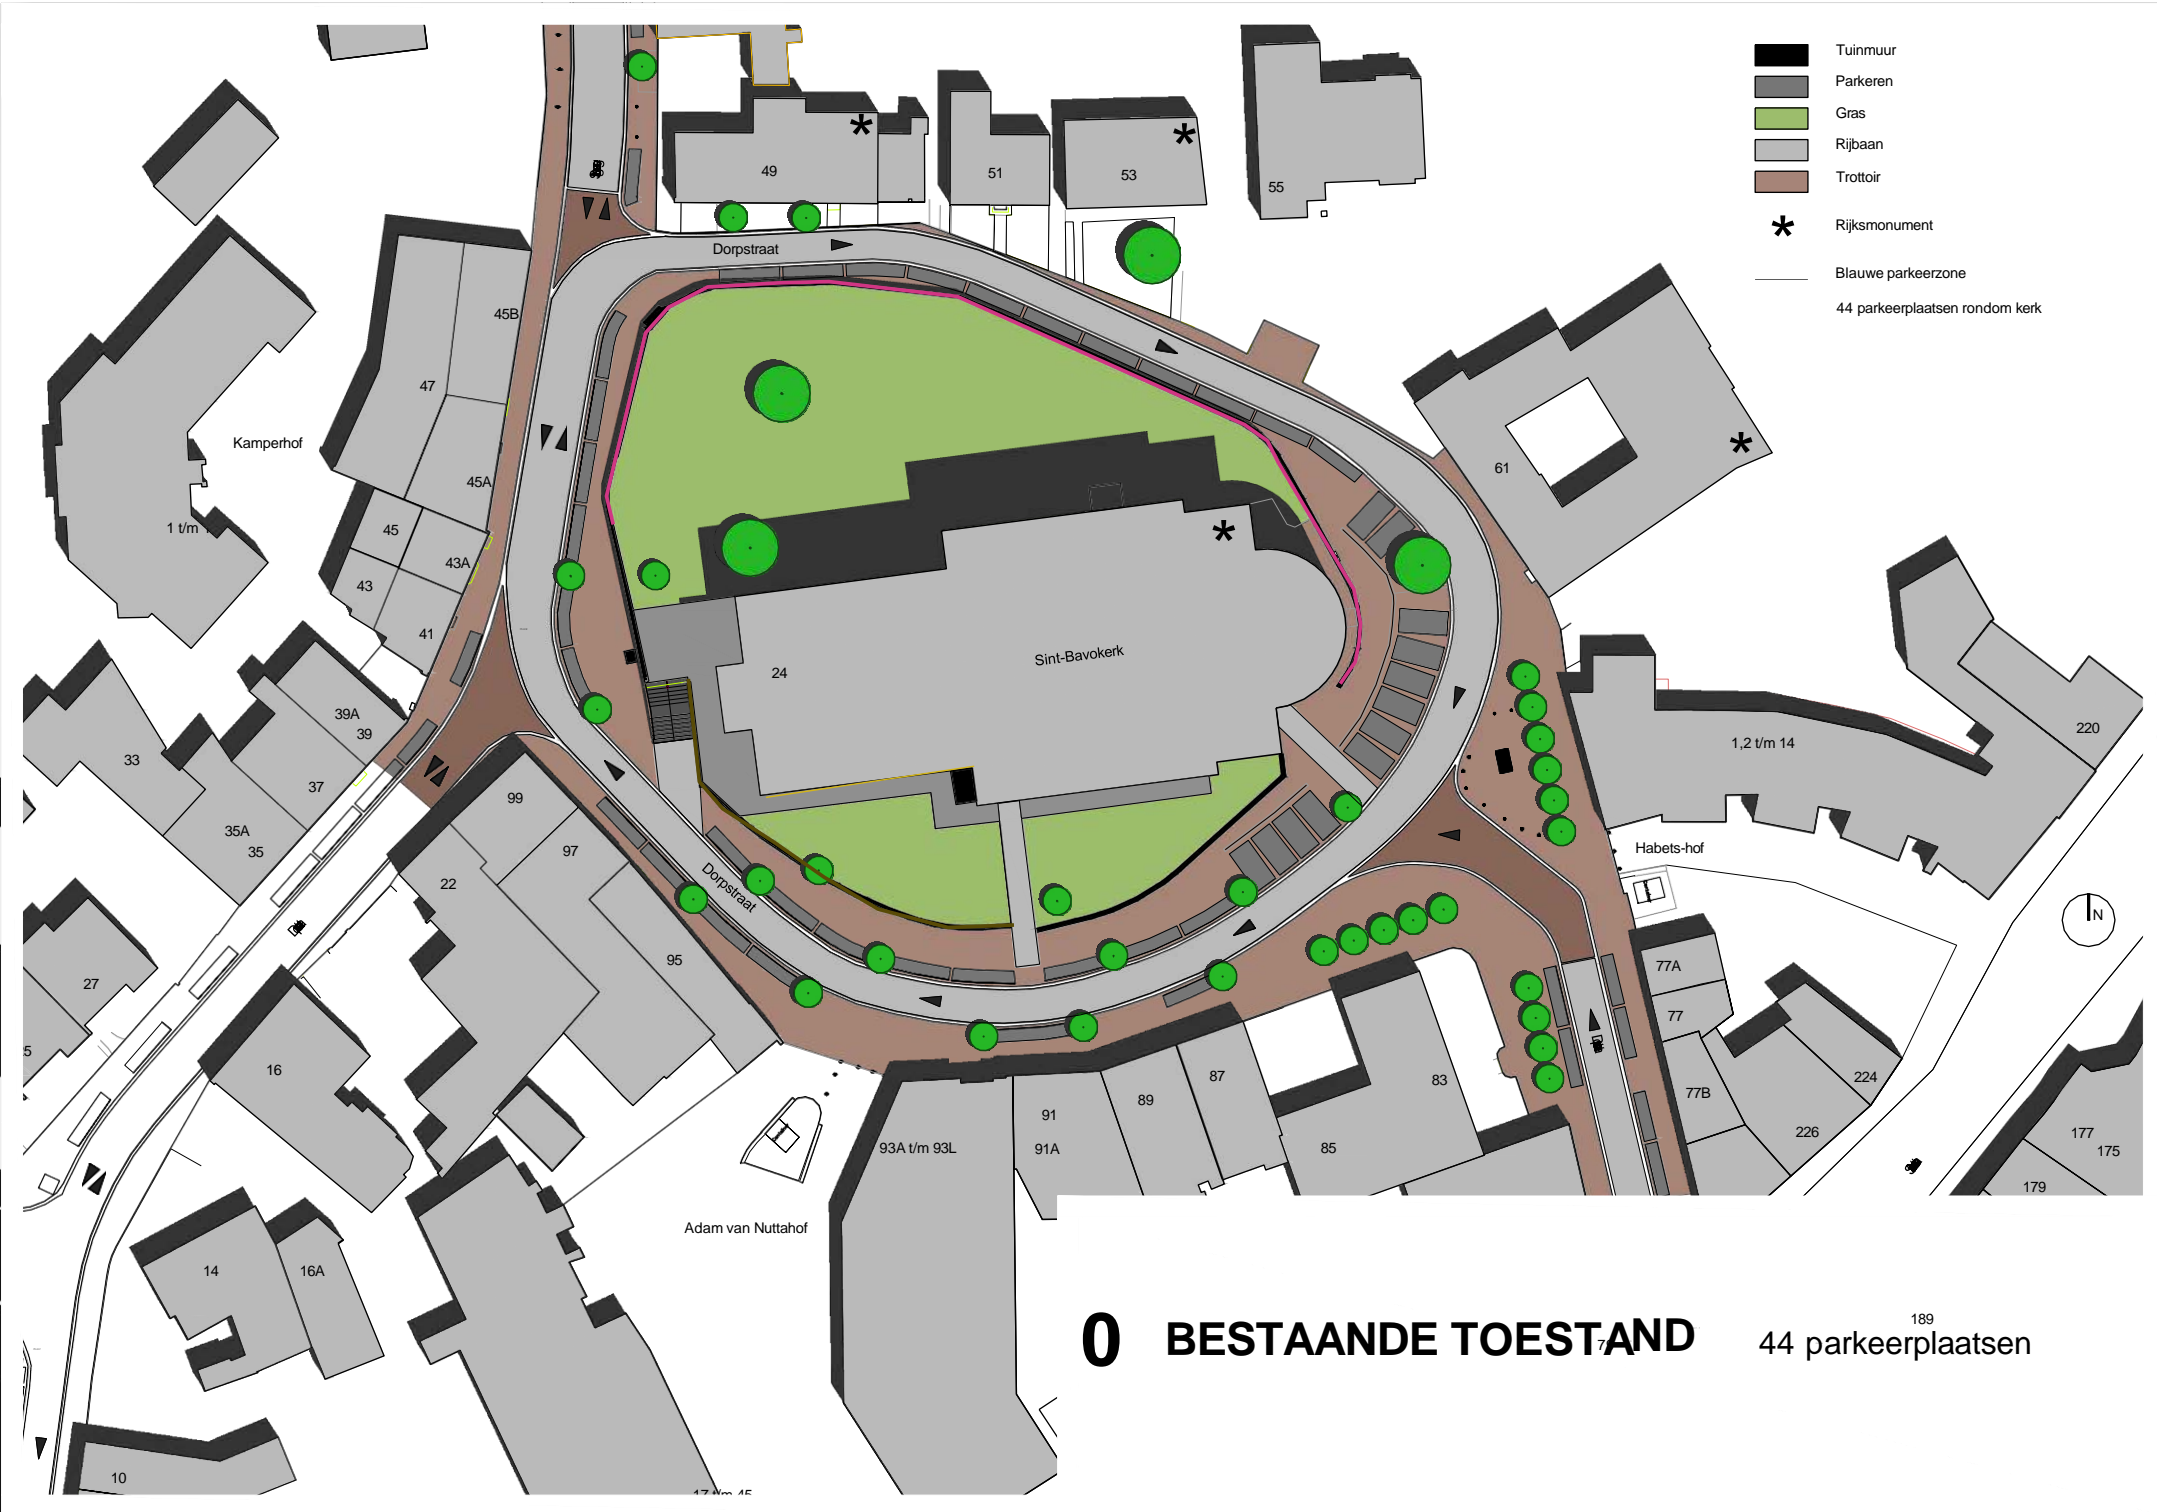 Tuinmuur
Parkeren
Gras
Rijbaan
Trottoir
* Rijksmonument
Blauwe parkeerzone
44 parkeerplaatsen rondom kerk
49
51
53
55
Dorpstraat
45B
47
Kamperhof
45A
1 t/m
45
43A
43
41
61
24
Sint-Bavokerk
39A
39
33
37
35A
35
99
97
22
95
Dorpstraat
27
16
1,2 t/m 14
220
Habets-hof
N
77A
77
77B
224
226
177
175
179
83
85
87
89
91
91A
93A t/m 93L
Adam van Nuttahof
14
16A
10
17 t/m 45
0 BESTAANDE TOESTAND
189
44 parkeerplaatsen